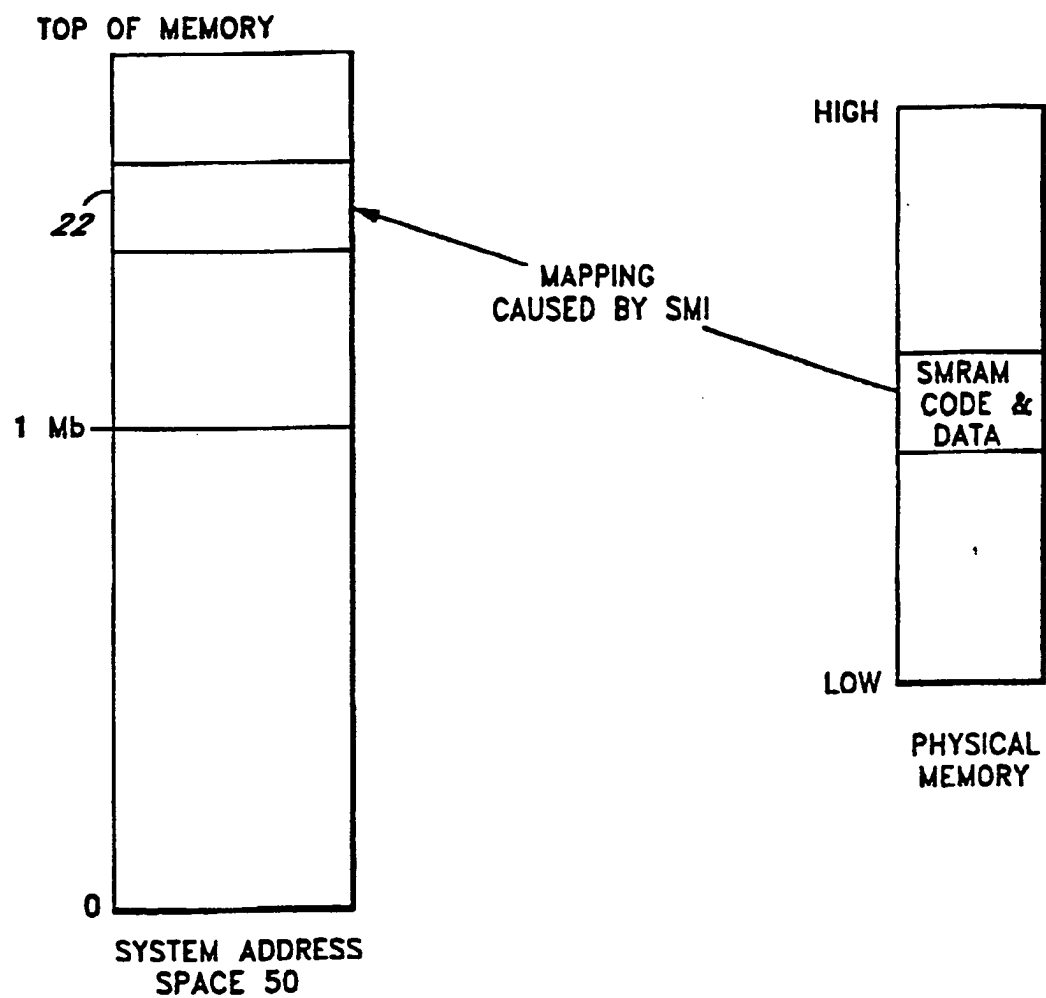 TOP OF MEMORY
HIGH
22
MAPPING
CAUSED BY SMI
SMRAM
CODE &
DATA
1 Mb
LOW
PHYSICAL
MEMORY
0
SYSTEM ADDRESS
SPACE 50